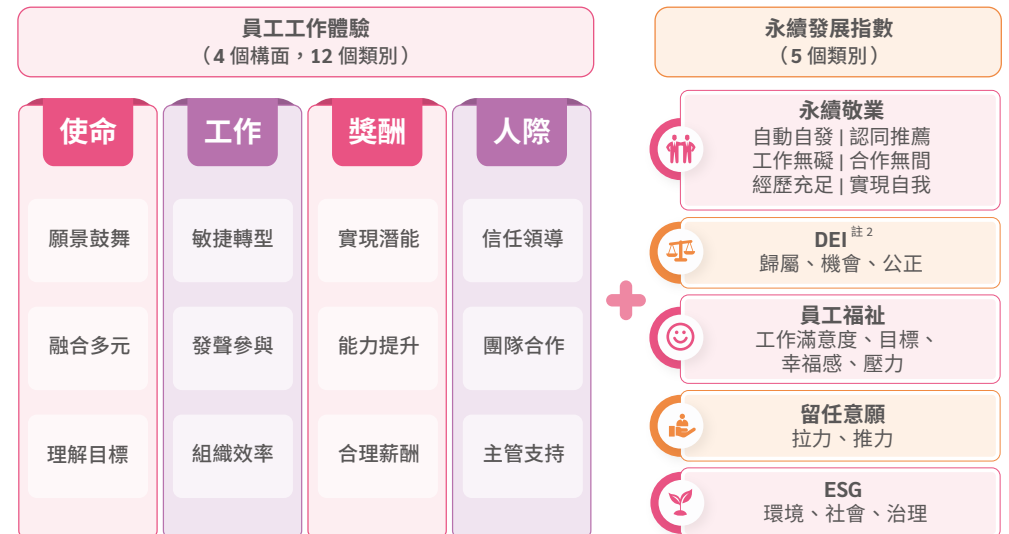 員工工作體驗
（4 個構面，12 個類別）
使命
願景鼓舞
融合多元
理解目標
工作
敏捷轉型
發聲參與
組織效率
獎酬
實現潛能
能力提升
合理薪酬
人際
信任領導
團隊合作
主管支持
永續發展指數
（5 個類別）
永續敬業
自動自發 | 認同推薦
工作無礙 | 合作無間
經歷充足 | 實現自我
DEI 註 2
歸屬、機會、公正
員工福祉
工作滿意度、目標、
幸福感、壓力
留任意願
拉力、推力
ESG
環境、社會、治理